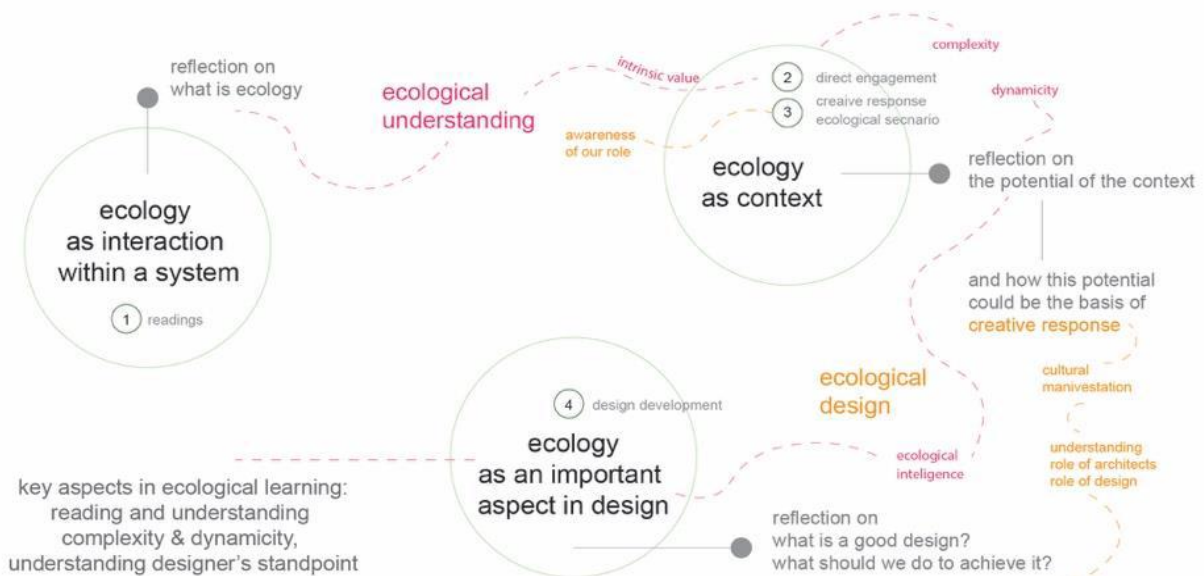 reflection on
what is ecology
ecological
understanding
intrinsic value
complexity
2 direct engagement
dynamicity
3 creaive response
ecological secnario
awareness
of our role
ecology
as context
reflection on
the potential of the context
ecology
as interaction
within a system
1 readings
and how this potential
could be the basis of
creative response
ecological
design
cultural
manivestation
4 design development
ecology
as an important
aspect in design
ecological
inteligence
understanding
role of architects
role of design
key aspects in ecological learning:
reading and understanding
complexity & dynamicity,
understanding designer's standpoint
reflection on
what is a good design?
what should we do to achieve it?